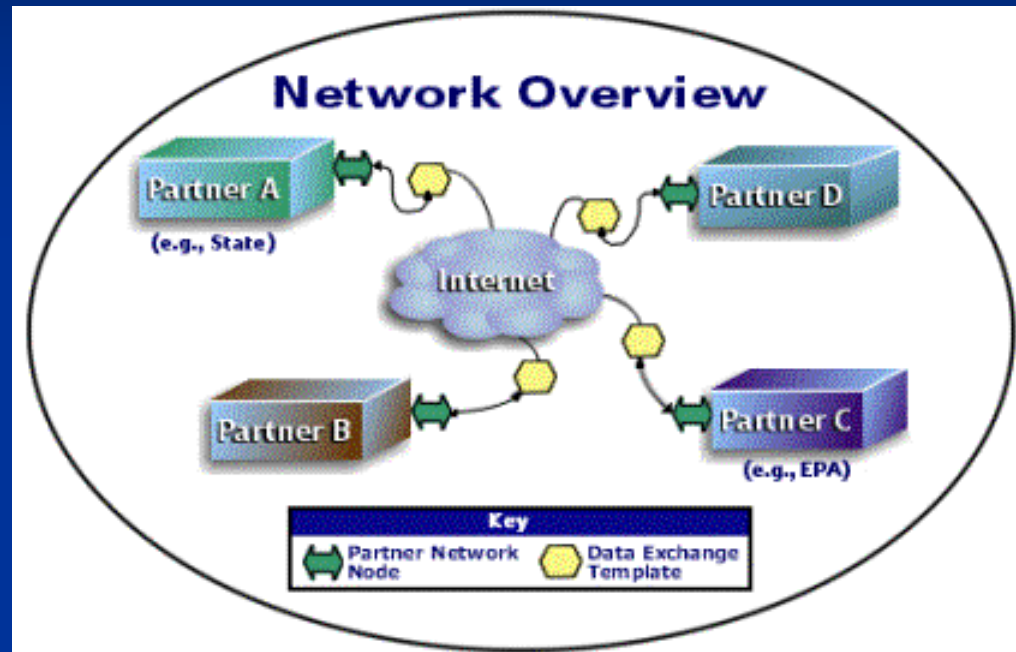 Network Overview
Partner A
(e.g., State)
Partner D
Internet
Partner B
Partner C
(e.g., EPA)
Key
Partner Network
Node
Data Exchange
Template